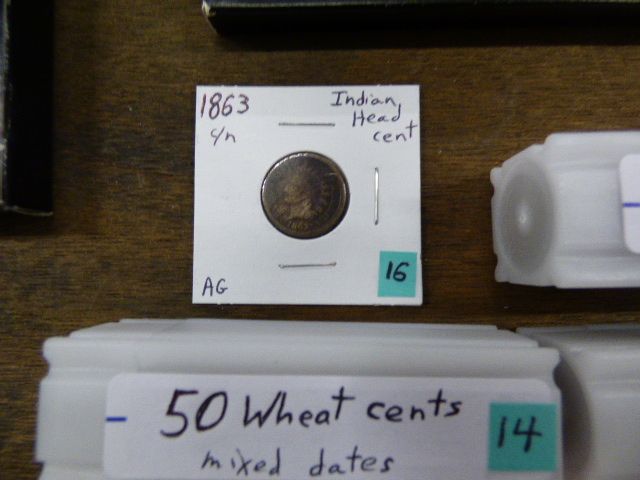 1863
c/n
Indian
Head
cent
AG
16
50 Wheat cents
mixed dates
14